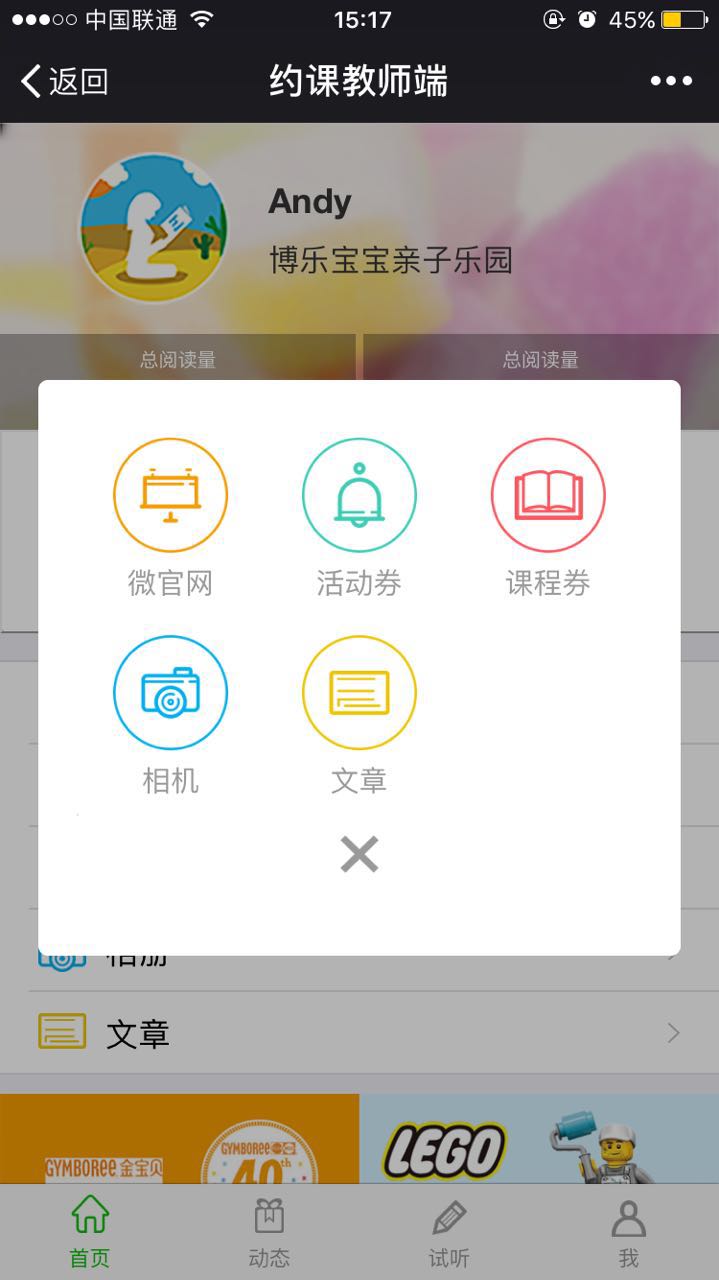 中国联通
15:17
45%
返回
约课教师端
Andy
博乐宝宝亲子乐园
总阅读量
总阅读量
微官网
活动券
课程券
相机
文章
相册
文章
GYMBOREE 金宝贝
GYMBOREE
40th
LEGO
首页
动态
试听
我